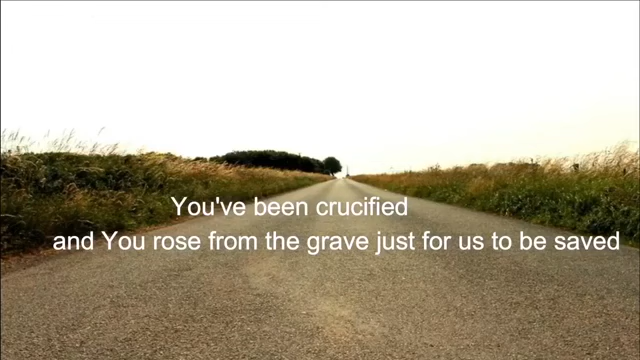 You've been crucified
and You rose from the grave just for us to be saved